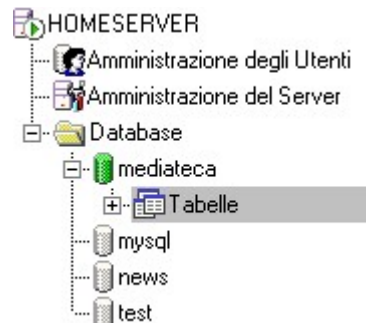 HOMESERVER
Amministrazione degli Utenti
Amministrazione del Server
Database
mediateca
Tabelle
mysql
news
test